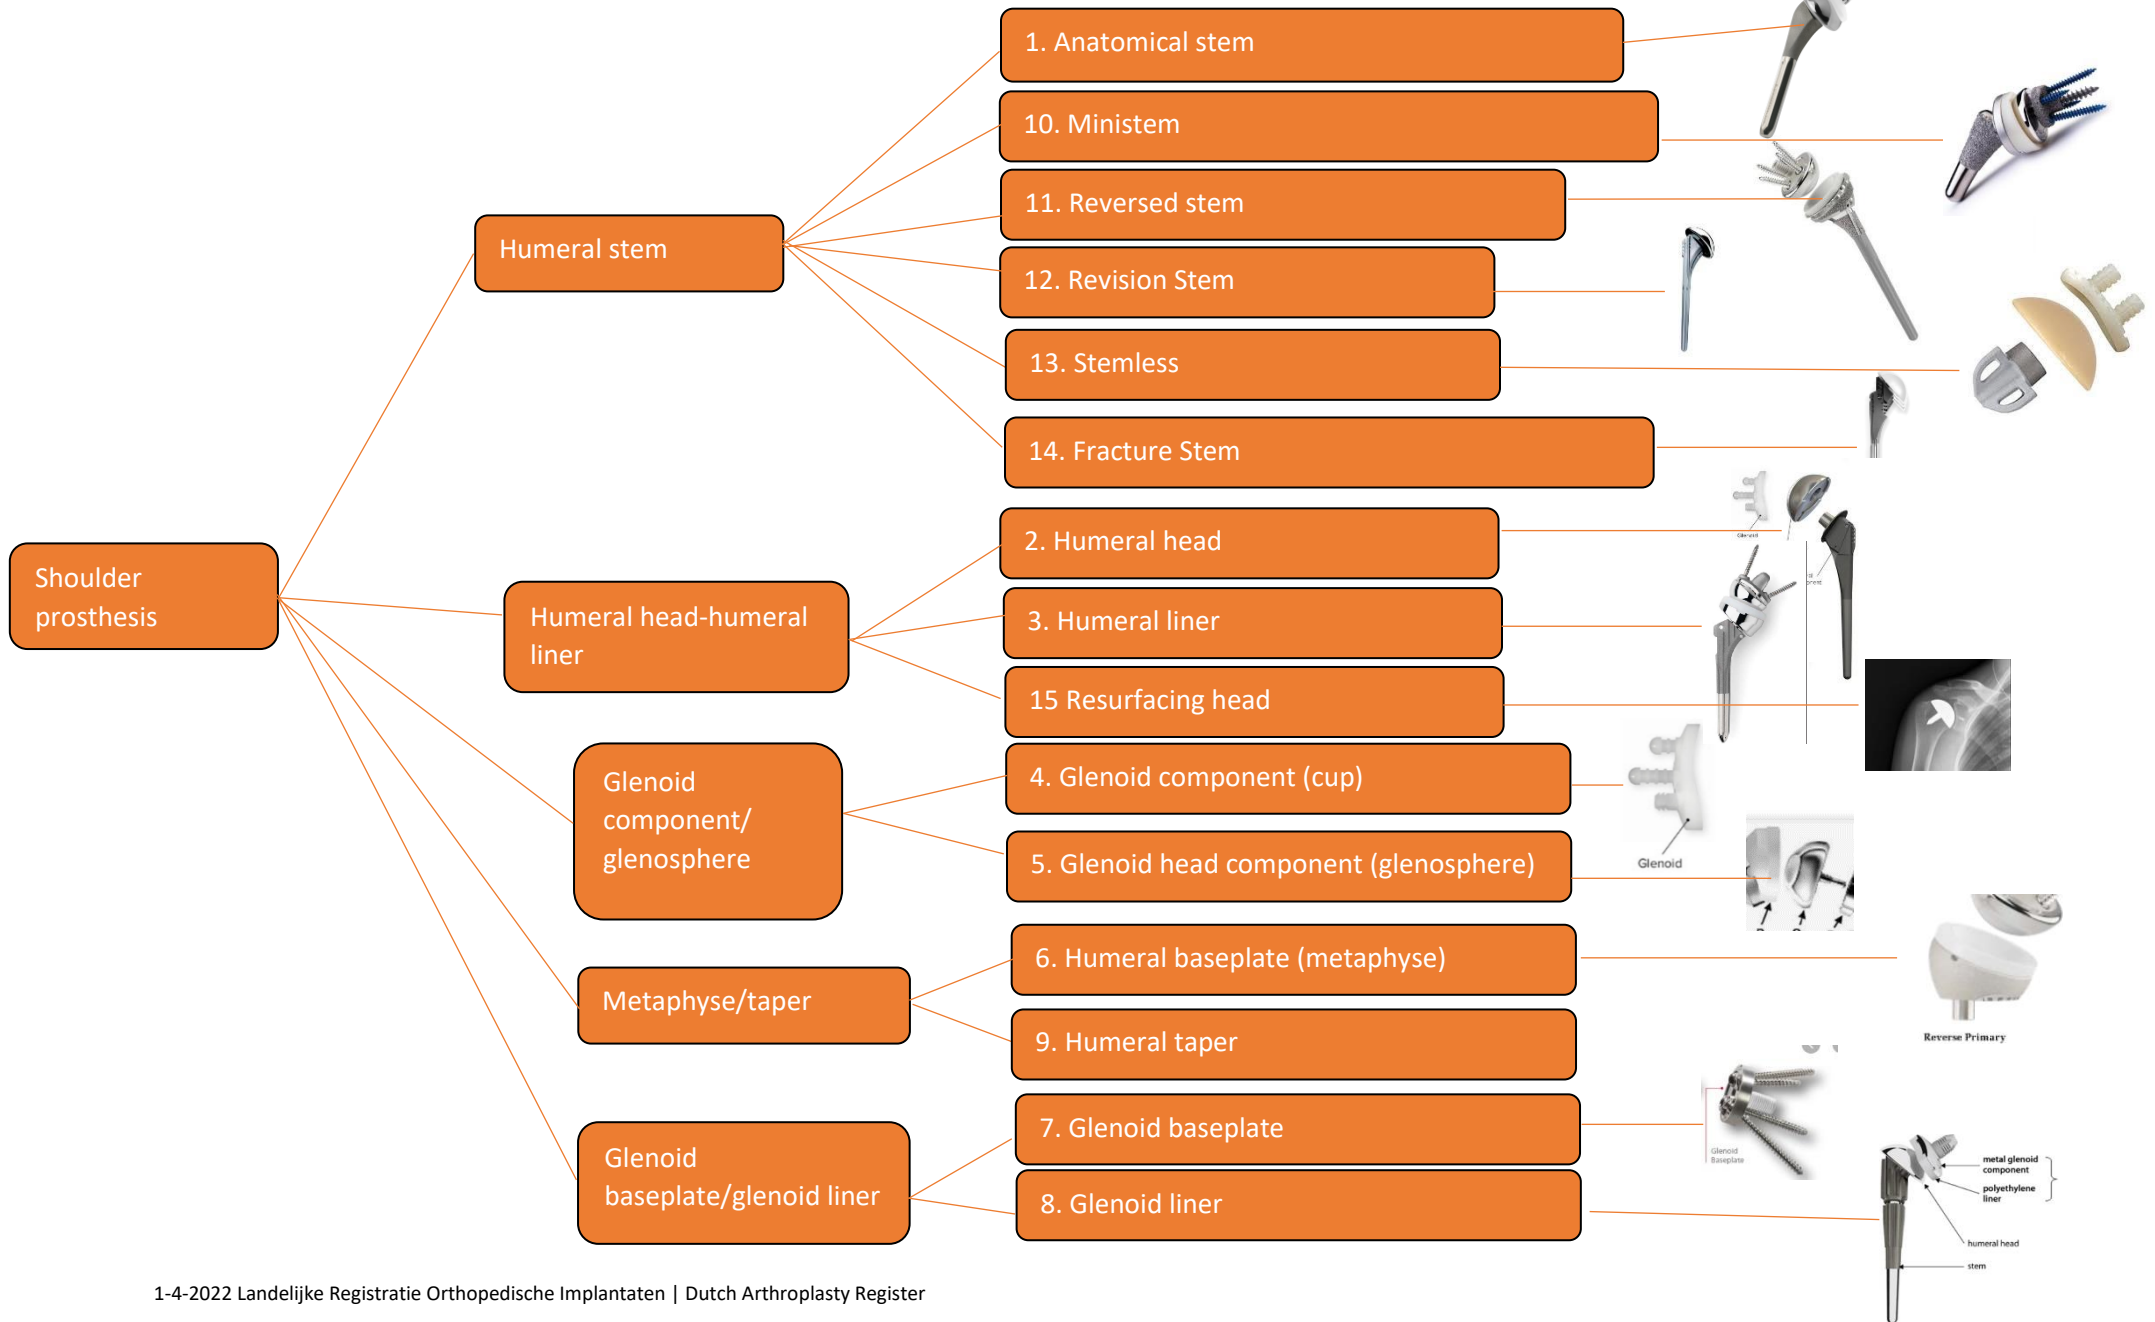 1. Anatomical stem
10. Ministem
11. Reversed stem
Humeral stem
12. Revision Stem
13. Stemless
14. Fracture Stem
Glenoid
2. Humeral head
Shoulder
prosthesis
Humeral head-humeral
liner
3. Humeral liner
15 Resurfacing head
Glenoid
component/
glenosphere
4. Glenoid component (cup)
Glenoid
5. Glenoid head component (glenosphere)
Metaphyse/taper
6. Humeral baseplate (metaphyse)
Reverse Primary
9. Humeral taper
Glenoid
baseplate/glenoid liner
7. Glenoid baseplate
Glenoid
Baseplate
8. Glenoid liner
metal glenoid
component
polyethylene
liner
humeral head
stem
1-4-2022 Landelijke Registratie Orthopedische Implantaten | Dutch Arthroplasty Register